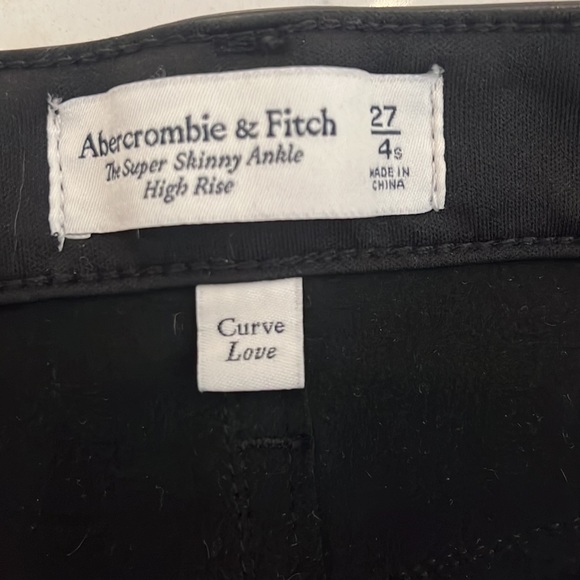 Abercrombie & Fitch
The Super Skinny Ankle
High Rise
27
4s
MADE IN
CHINA
Curve
Love